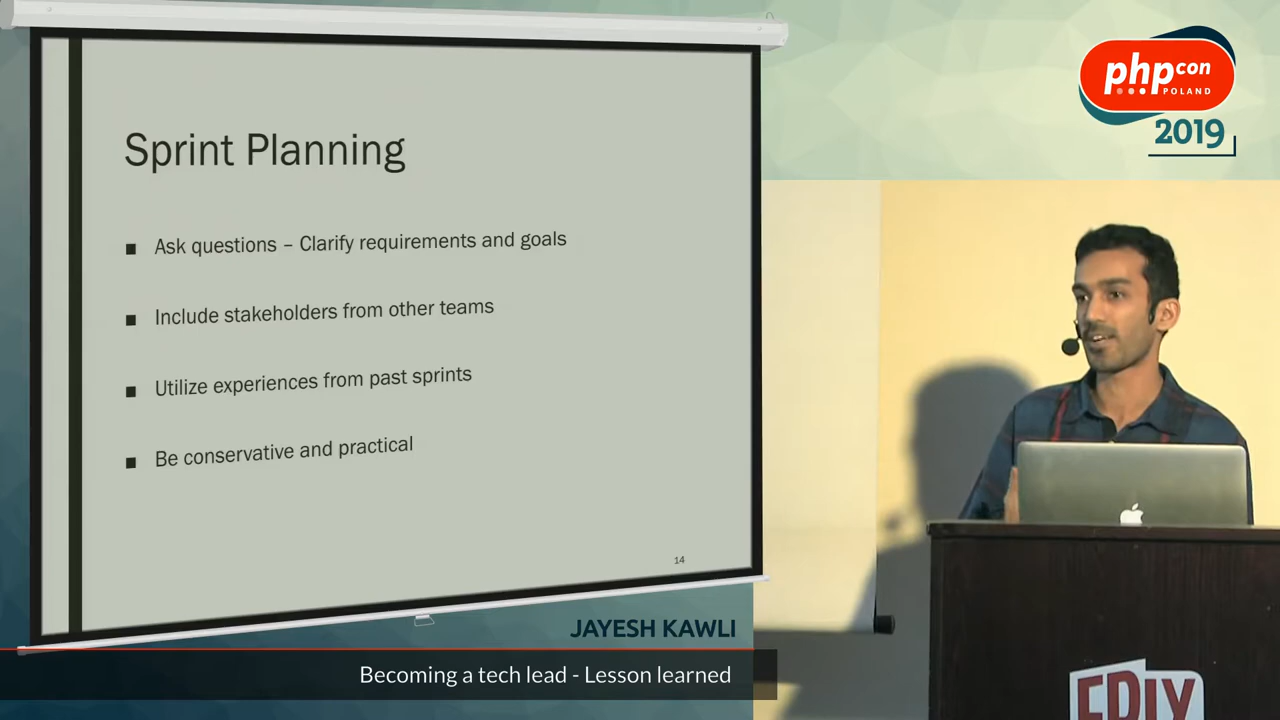 php con
POLAND
2019
Sprint Planning
Ask questions – Clarify requirements and goals
Include stakeholders from other teams
Utilize experiences from past sprints
Be conservative and practical
14
JAYESH KAWLI
Becoming a tech lead - Lesson learned